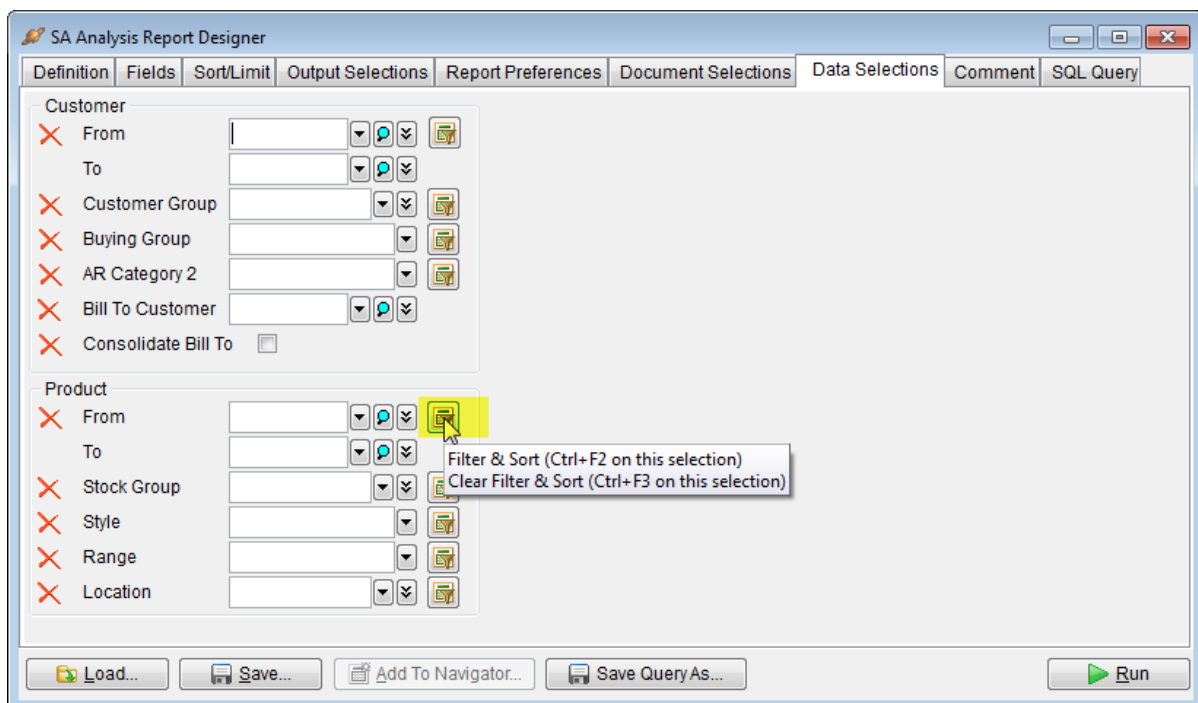 SA Analysis Report Designer
Definition Fields Sort/Limit Output Selections Report Preferences Document Selections Data Selections Comment SQL Query
Customer
From
To
Customer Group
Buying Group
AR Category 2
Bill To Customer
Consolidate Bill To
Product
From
To
Filter & Sort (Ctrl+F2 on this selection)
Clear Filter & Sort (Ctrl+F3 on this selection)
Stock Group
Style
Range
Location
Load... Save... Add To Navigator... Save Query As... Run